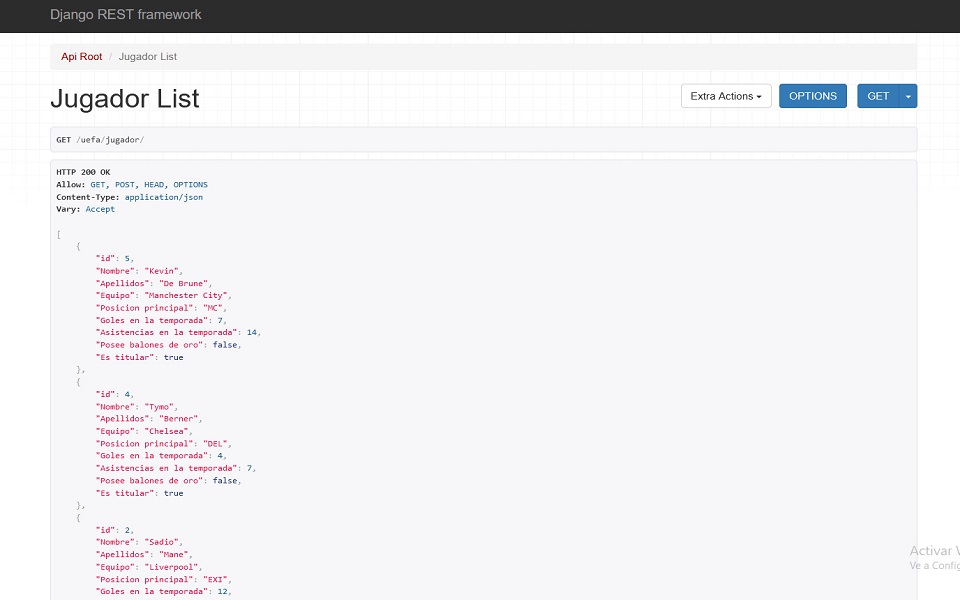 Django REST framework
Api Root / Jugador List
Jugador List
Extra Actions
OPTIONS
GET
GET /uefa/jugador/
HTTP 200 OK
Allow: GET, POST, HEAD, OPTIONS
Content-Type: application/json
Vary: Accept
[
{
"id": 5,
"Nombre": "Kevin",
"Apellidos": "De Brune",
"Equipo": "Manchester City",
"Posicion principal": "MC",
"Goles en la temporada": 7,
"Asistencias en la temporada": 14,
"Posee balones de oro": false,
"Es titular": true
},
{
"id": 4,
"Nombre": "Tymo",
"Apellidos": "Berner",
"Equipo": "Chelsea",
"Posicion principal": "DEL",
"Goles en la temporada": 4,
"Asistencias en la temporada": 7,
"Posee balones de oro": false,
"Es titular": true
},
{
"id": 2,
"Nombre": "Sadio",
"Apellidos": "Mane",
"Equipo": "Liverpool",
"Posicion principal": "EXI",
"Goles en la temporada": 12,
Activar
Ve a